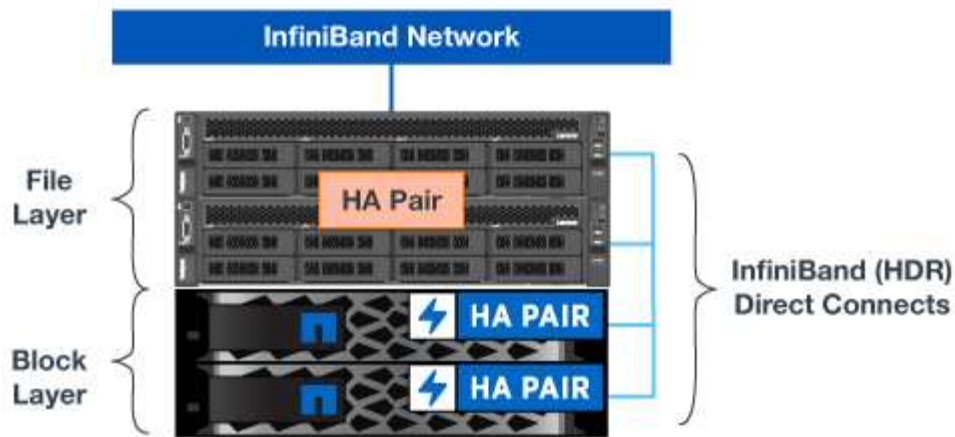 InfiniBand Network
File
Layer
HA Pair
InfiniBand (HDR)
Direct Connects
HA PAIR
Block
Layer
HA PAIR